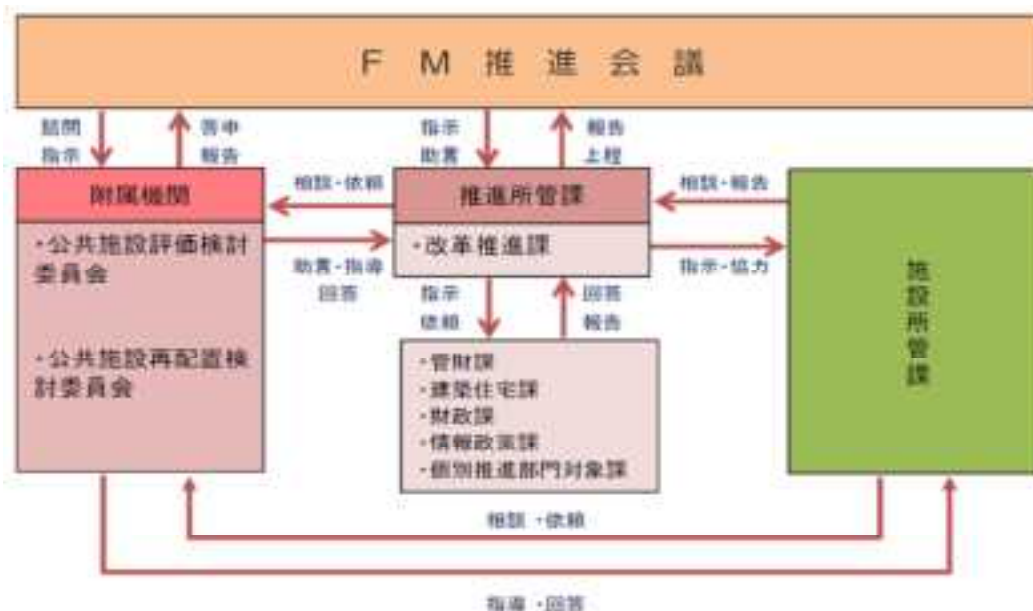 FM推進会議
諮問
指示
答申
報告
指示
助言
報告
上程
附属機関
・公共施設評価検討
委員会
・公共施設再配置検
討委員会
相談・依頼
助言・指導
回答
推進所管課
・改革推進課
相談・報告
指示・協力
施設所管課
指示
依頼
回答
報告
・管財課
・建築住宅課
・財政課
・情報政策課
・個別推進部門対象課
相談・依頼
指導・回答